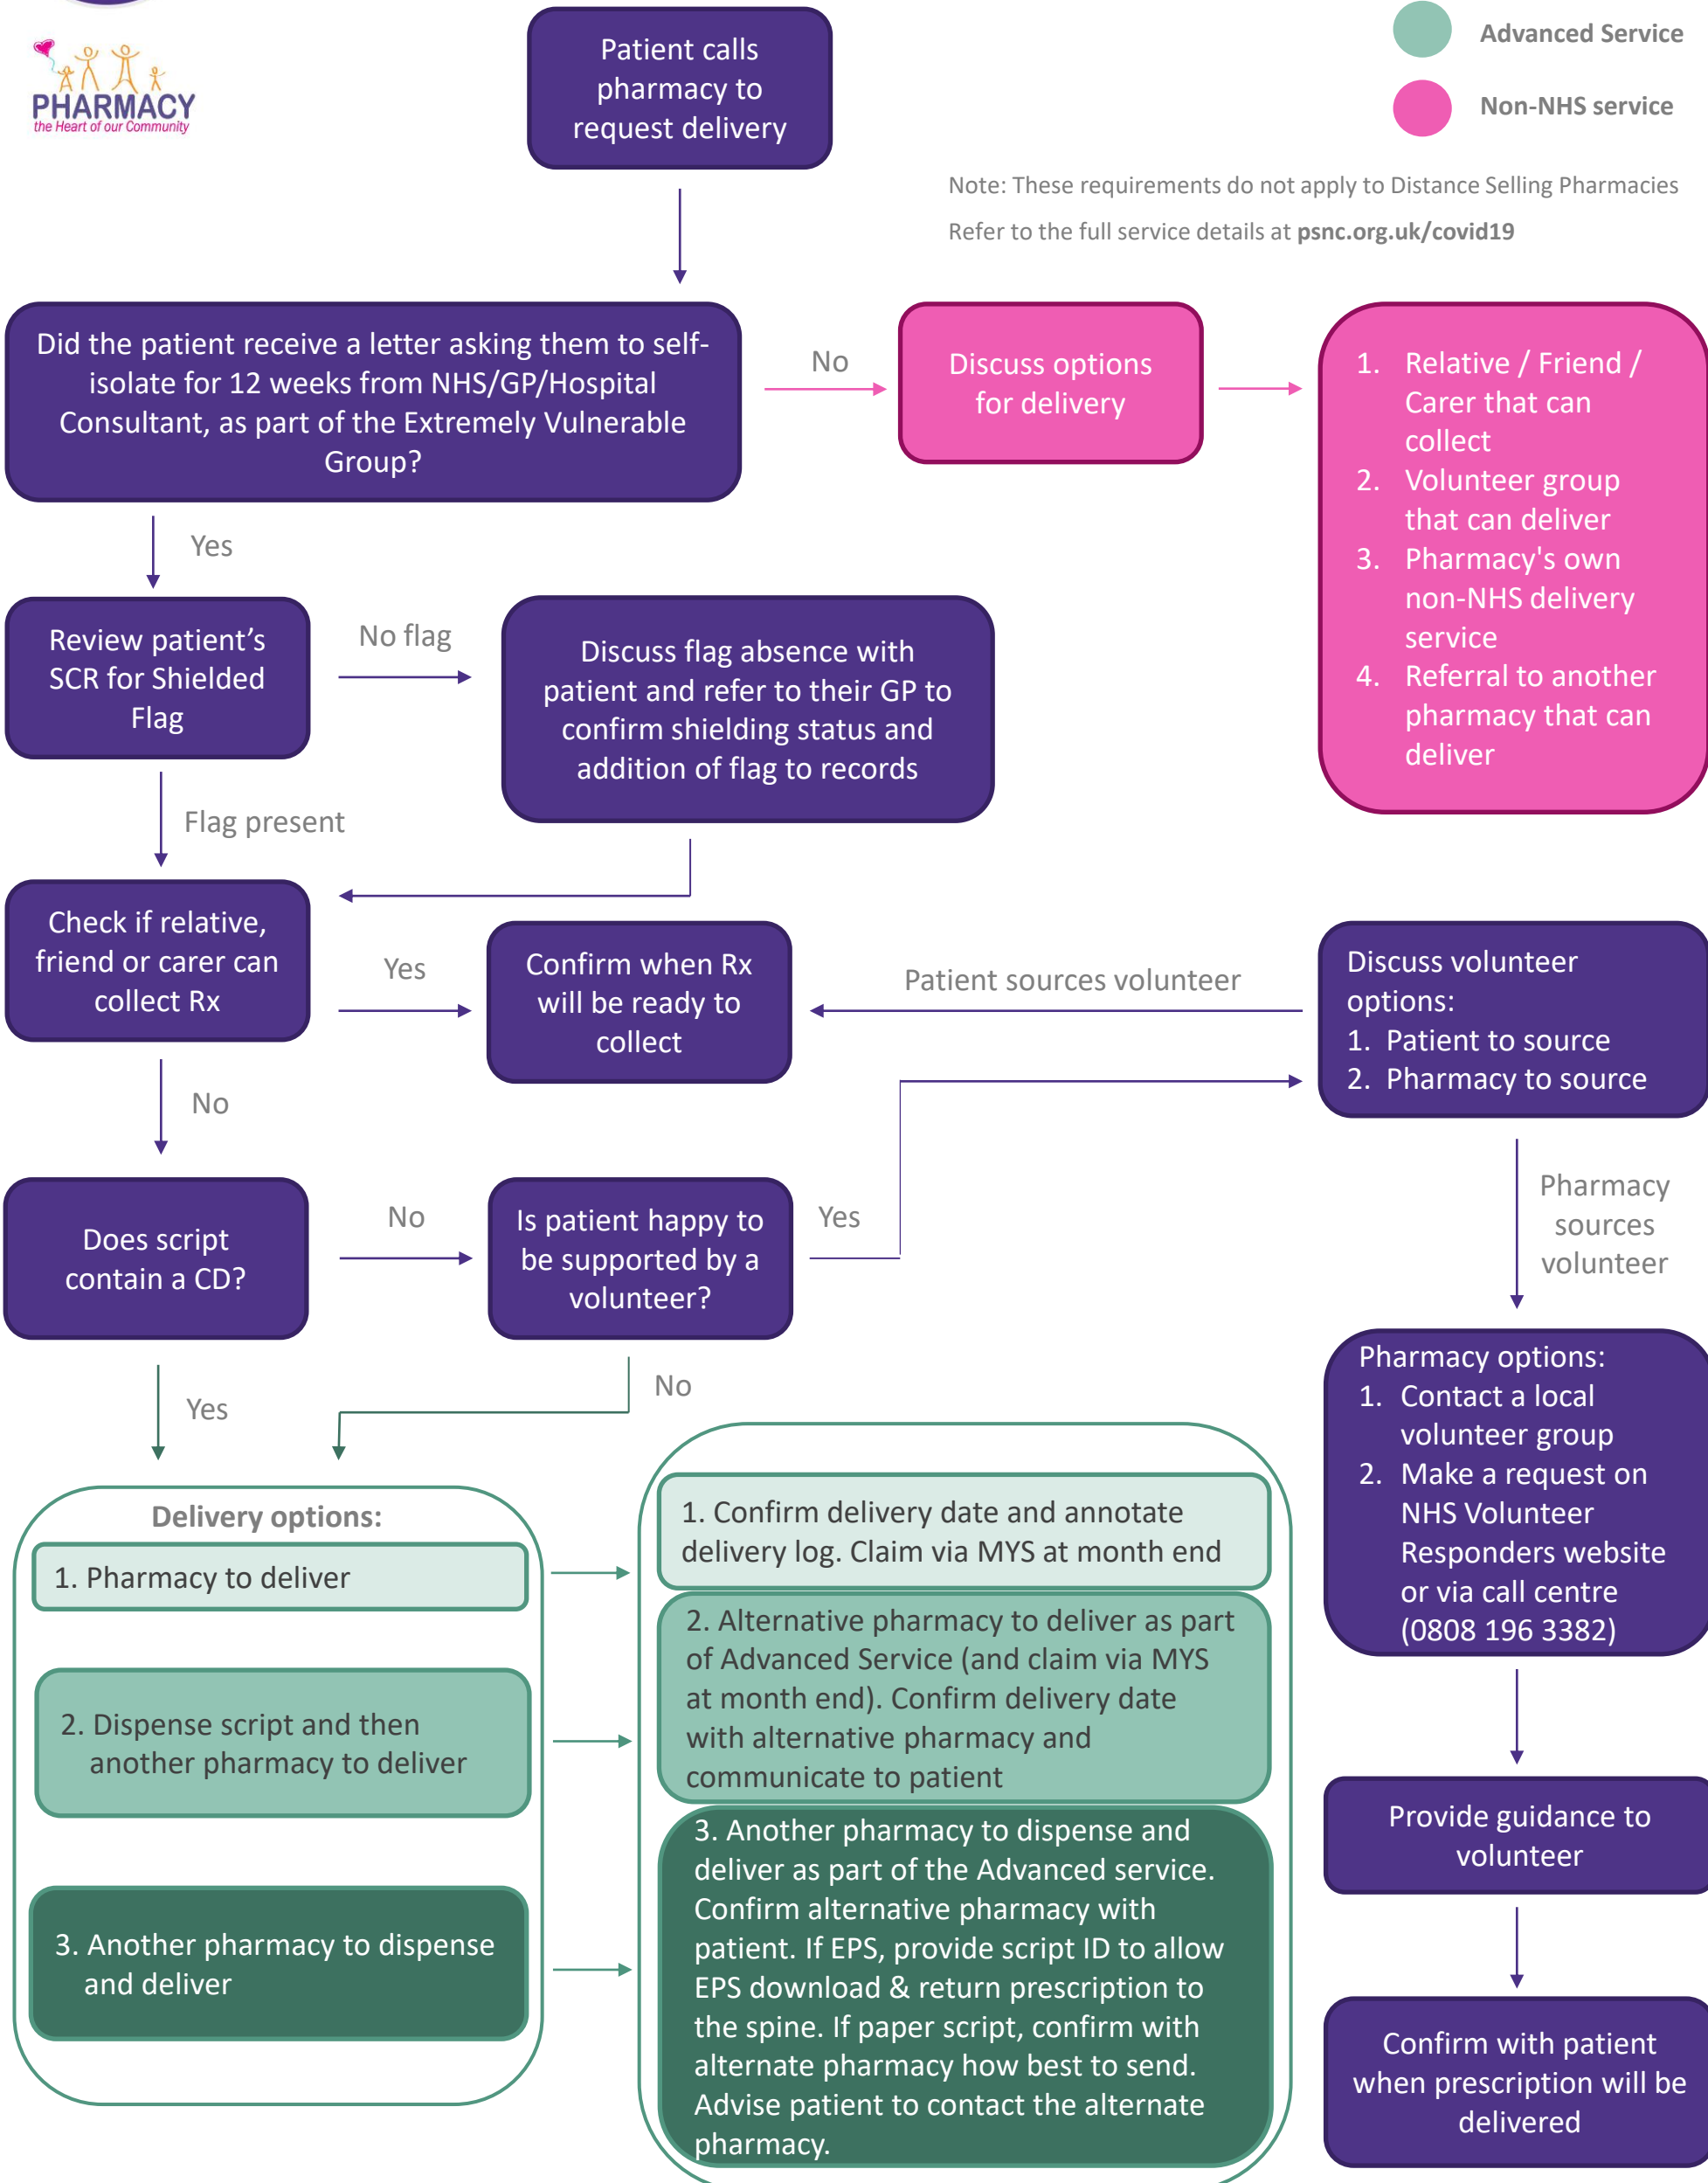 PHARMACY
the Heart of our Community
Patient calls
pharmacy to
request delivery
Advanced Service
Non-NHS service
Note: These requirements do not apply to Distance Selling Pharmacies
Refer to the full service details at psnc.org.uk/covid19
Did the patient receive a letter asking them to self-
isolate for 12 weeks from NHS/GP/Hospital
Consultant, as part of the Extremely Vulnerable
Group?
No
Discuss options
for delivery
1. Relative / Friend /
Carer that can
collect
2. Volunteer group
that can deliver
3. Pharmacy's own
non-NHS delivery
service
4. Referral to another
pharmacy that can
deliver
Yes
Review patient’s
SCR for Shielded
Flag
No flag
Discuss flag absence with
patient and refer to their GP to
confirm shielding status and
addition of flag to records
Flag present
Check if relative,
friend or carer can
collect Rx
Yes
Confirm when Rx
will be ready to
collect
Patient sources volunteer
Discuss volunteer
options:
1. Patient to source
2. Pharmacy to source
No
Does script
contain a CD?
No
Is patient happy to
be supported by a
volunteer?
Yes
Pharmacy
sources
volunteer
Yes
No
Pharmacy options:
1. Contact a local
volunteer group
2. Make a request on
NHS Volunteer
Responders website
or via call centre
(0808 196 3382)
Delivery options:
1. Pharmacy to deliver
1. Confirm delivery date and annotate
delivery log. Claim via MYS at month end
2. Dispense script and then
another pharmacy to deliver
2. Alternative pharmacy to deliver as part
of Advanced Service (and claim via MYS
at month end). Confirm delivery date
with alternative pharmacy and
communicate to patient
3. Another pharmacy to dispense
and deliver
3. Another pharmacy to dispense and
deliver as part of the Advanced service.
Confirm alternative pharmacy with
patient. If EPS, provide script ID to allow
EPS download & return prescription to
the spine. If paper script, confirm with
alternate pharmacy how best to send.
Advise patient to contact the alternate
pharmacy.
Provide guidance to
volunteer
Confirm with patient
when prescription will be
delivered